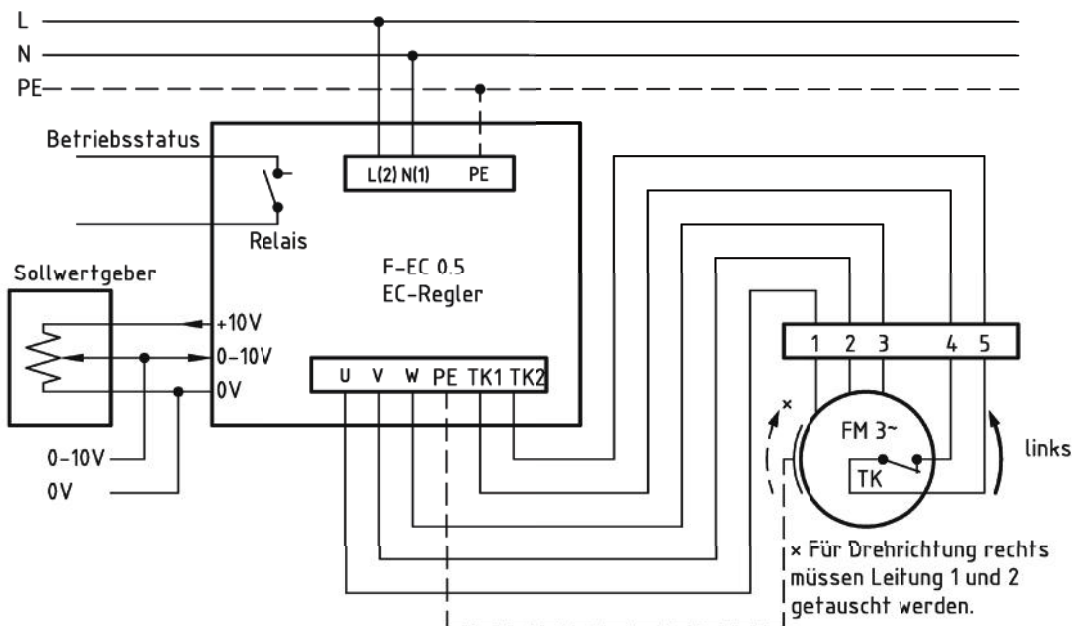 L
N
PE
Betriebsstatus
L(2) N(1) PE
Relais
F-EC 0.5
EC-Regler
Sollwertgeber
+10V
0-10V
0V
U V W PE TK1 TK2
0-10V
0V
1 2 3 4 5
×
FM 3~
TK
links
× Für Drehrichtung rechts
müssen Leitung 1 und 2
getauscht werden.